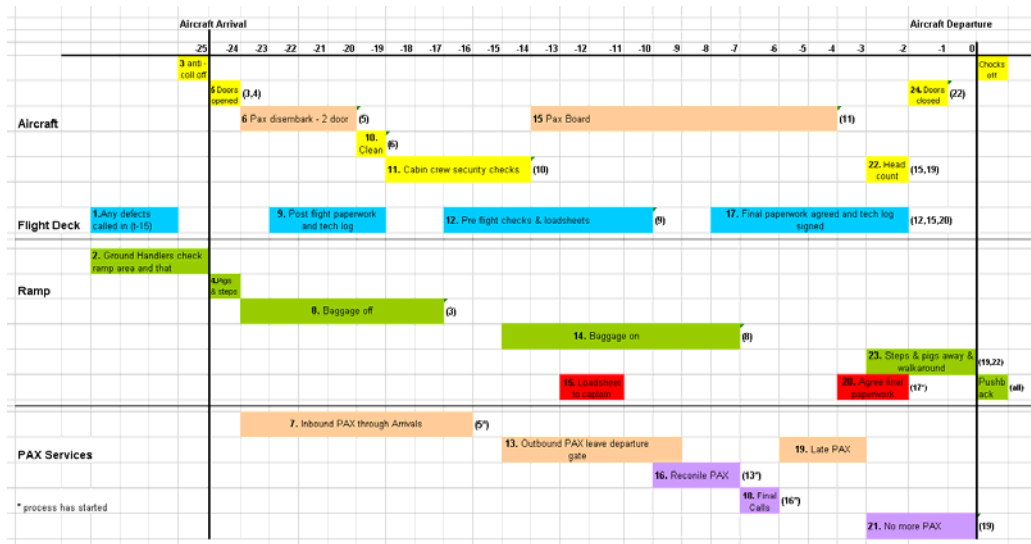 Aircraft Arrival
Aircraft Departure
-25 -24 -23 -22 -21 -20 -19 -18 -17 -16 -15 -14 -13 -12 -11 -10 -9 -8 -7 -6 -5 -4 -3 -2 -1 0
3 anti -
coll off
Chocks
off
5 Doors
opened
(3,4)
24. Doors
closed
(22)
Aircraft
6 Pax disembark - 2 door
(5)
15 Pax Board
(11)
10.
Clean
(6)
11. Cabin crew security checks
(10)
22. Head
count
(15,19)
Flight Deck
1.Any defects
called in (t-15)
9. Post flight paperwork
and tech log
12. Pre flight checks & loadsheets
(9)
17. Final paperwork agreed and tech log
signed
(12,15,20)
2. Ground Handlers check
ramp area and that
Ramp
4.Pigs
& steps
8. Baggage off
(3)
14. Baggage on
(8)
23. Steps & pigs away &
walkaround
(19,22)
15. Loadsheet
to captain
20. Agree final
paperwork
(17*)
Pushb
ack
(all)
7. Inbound PAX through Arrivals
(5*)
PAX Services
13. Outbound PAX leave departure
gate
19. Late PAX
16. Reconile PAX
(13*)
18. Final
Calls
(16*)
* process has started
21. No more PAX
(19)